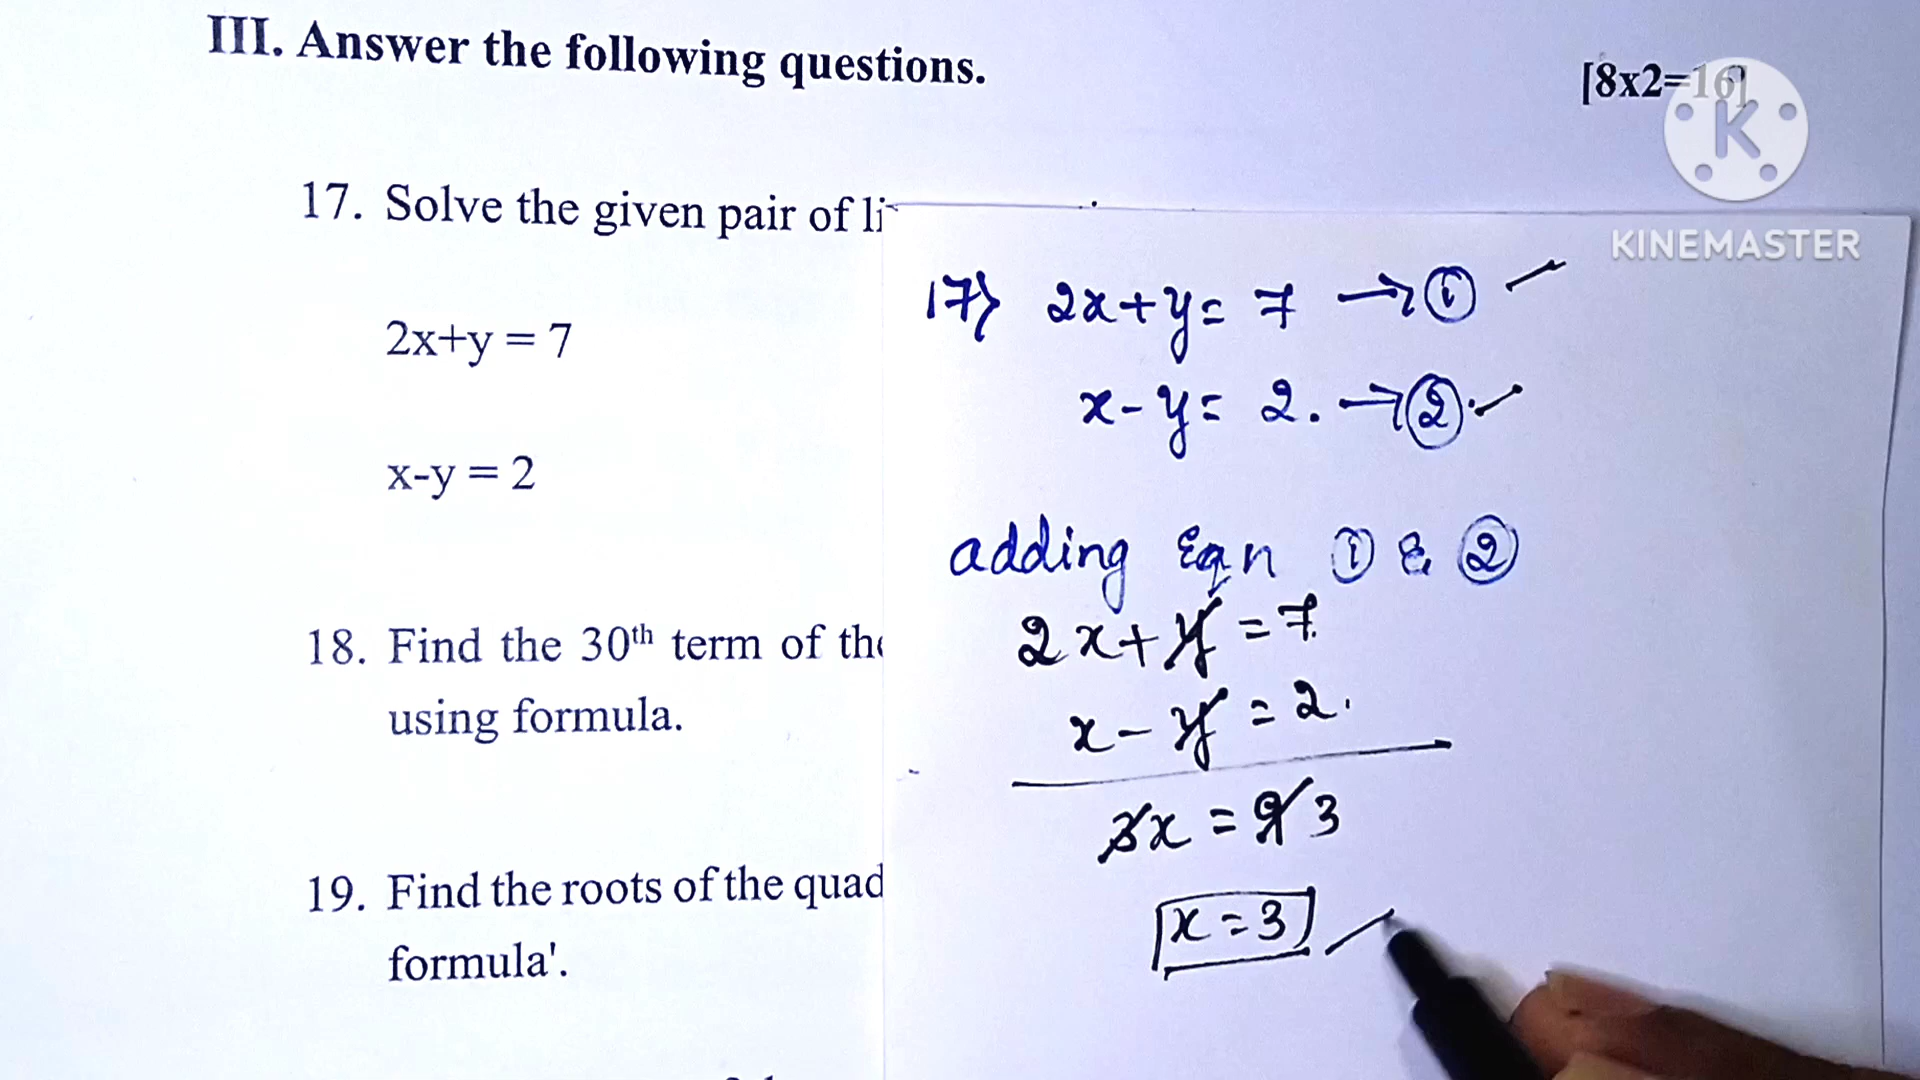 III. Answer the following questions.
[8x2=16]
KINEMASTER
17. Solve the given pair of li
2x+y = 7
x-y = 2
18. Find the 30th term of the
using formula.
19. Find the roots of the quad
formula'.
17) 2x+y= 7 → ①
x-y= 2. → ②.
adding Eqn ① & ②
2x+y =7.
x-y =2.
3x = 9 3
x=3